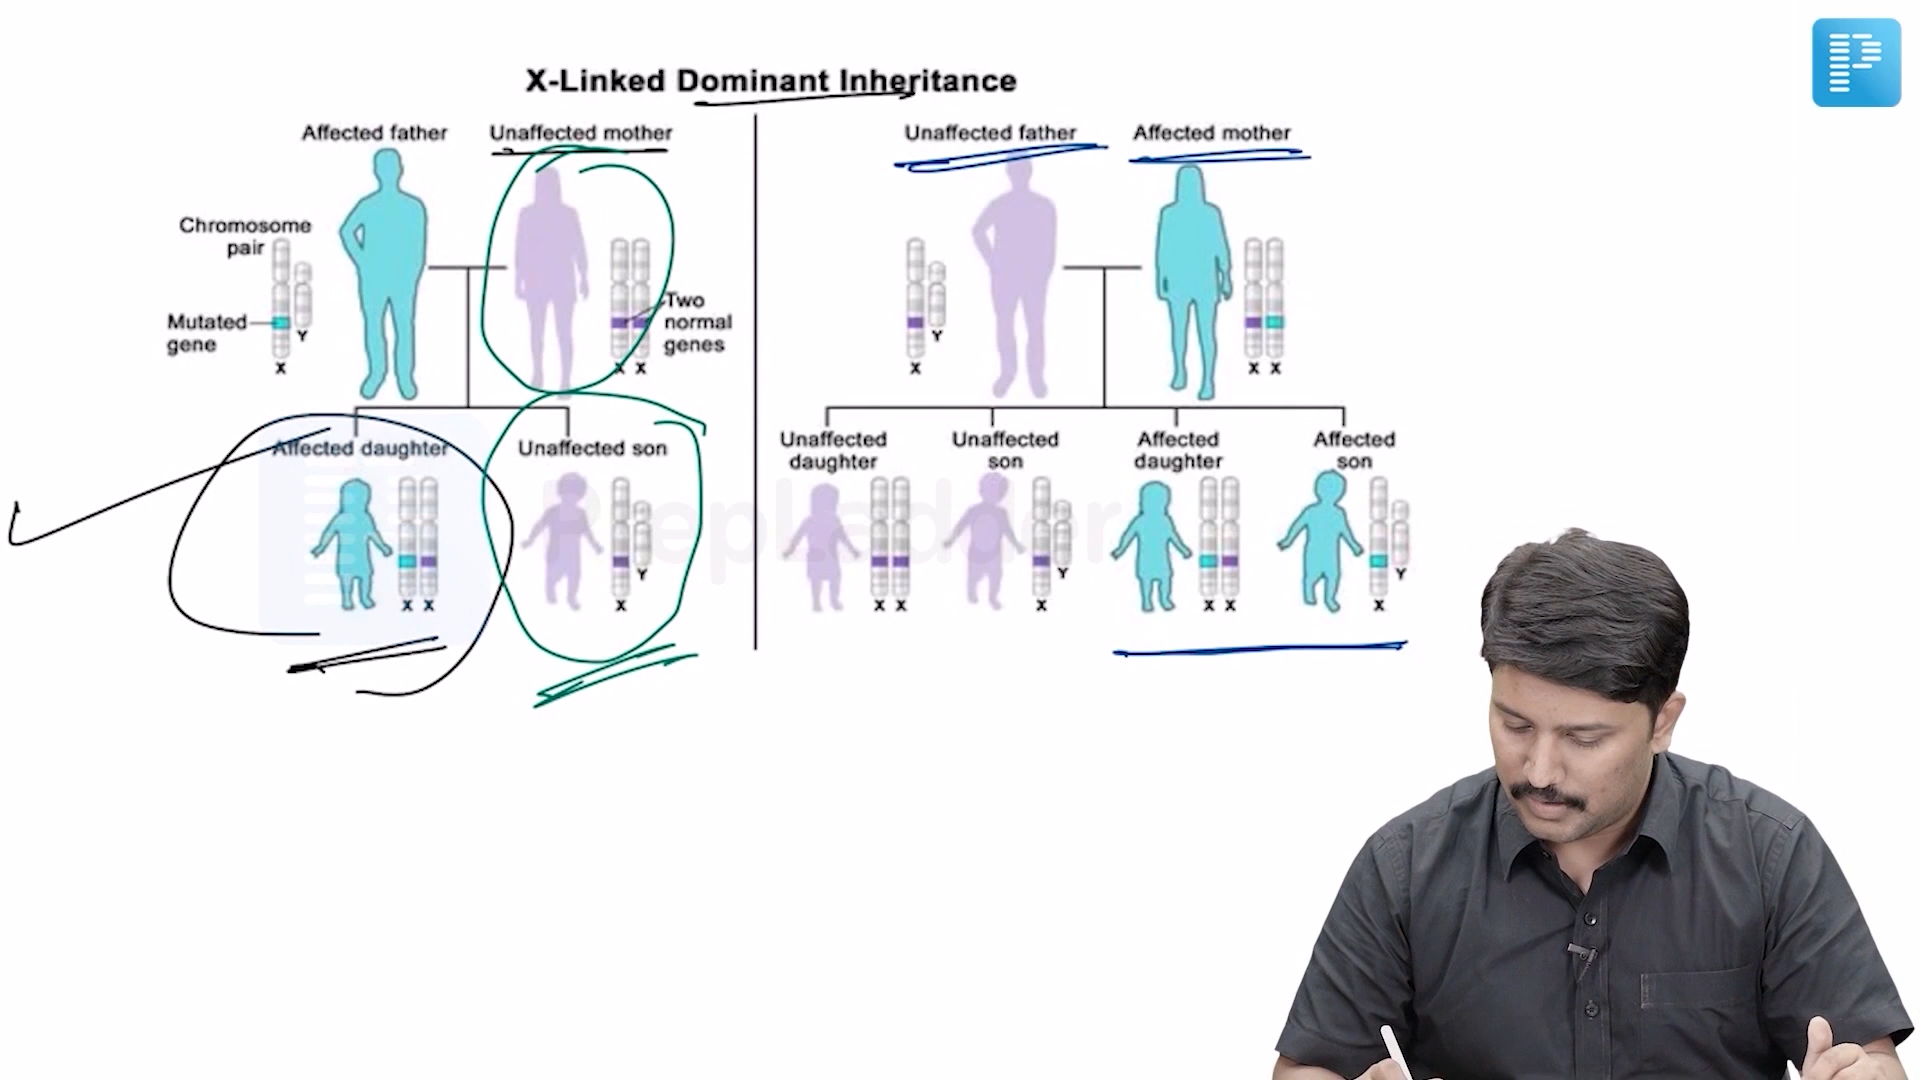 X-Linked Dominant Inheritance
Affected father
Unaffected mother
Chromosome
pair
Mutated
gene
Y
X
Two
normal
genes
X X
Affected daughter
Unaffected son
X X
Y
X
Unaffected father
Affected mother
Y
X
X X
Unaffected
daughter
Unaffected
son
Affected
daughter
Affected
son
X X
Y
X
X X
Y
X
PrepLadder